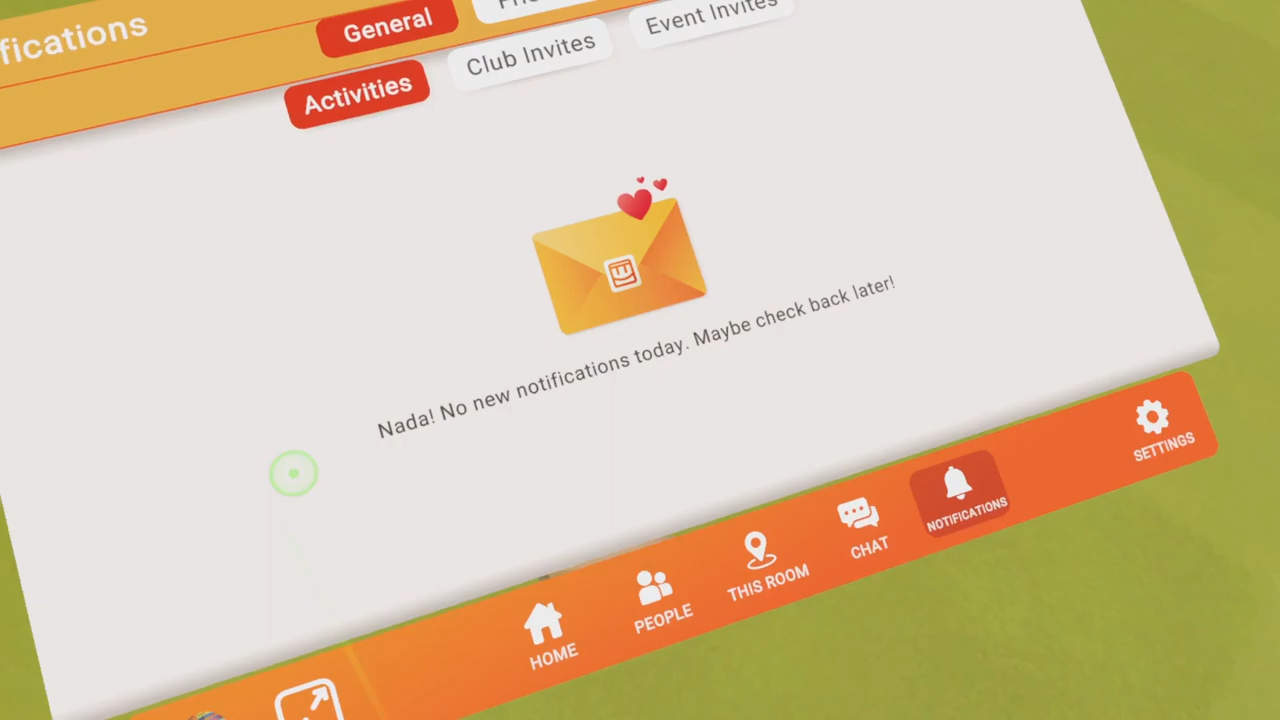 fications
General
Activities
Club Invites
Event Invites
Nada! No new notifications today. Maybe check back later!
HOME
PEOPLE
THIS ROOM
CHAT
NOTIFICATIONS
SETTINGS